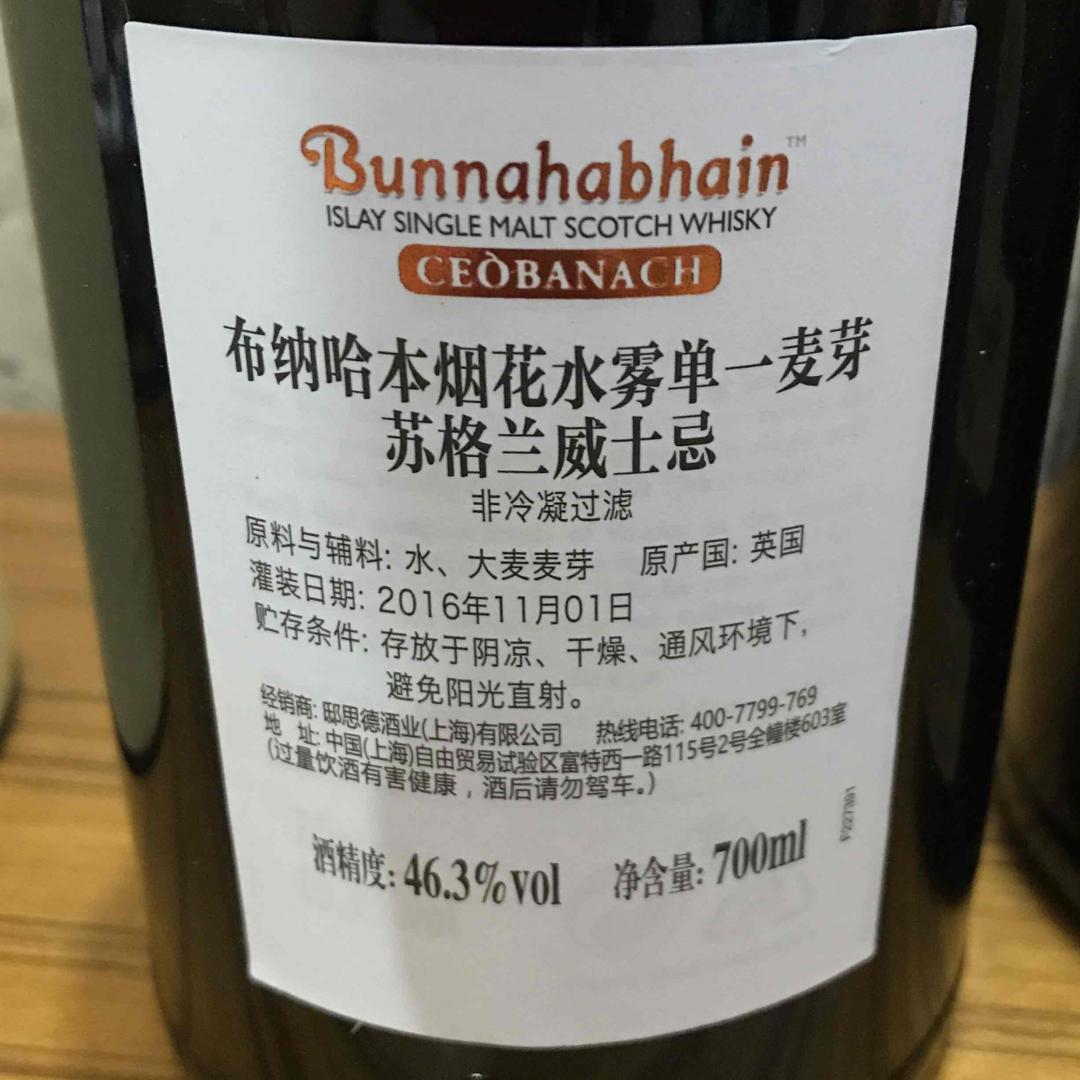 Bunnahabhain™
ISLAY SINGLE MALT SCOTCH WHISKY
CEÒBANACH
布纳哈本烟花水雾单一麦芽
苏格兰威士忌
非冷凝过滤
原料与辅料: 水、大麦麦芽 原产国: 英国
灌装日期: 2016年11月01日
贮存条件: 存放于阴凉、干燥、通风环境下,
避免阳光直射。
经销商: 邸思德酒业(上海)有限公司 热线电话: 400-7799-769
地 址: 中国(上海)自由贸易试验区富特西一路115号2号全幢楼603室
(过量饮酒有害健康，酒后请勿驾车。)
酒精度: 46.3%vol 净含量: 700ml
F227391